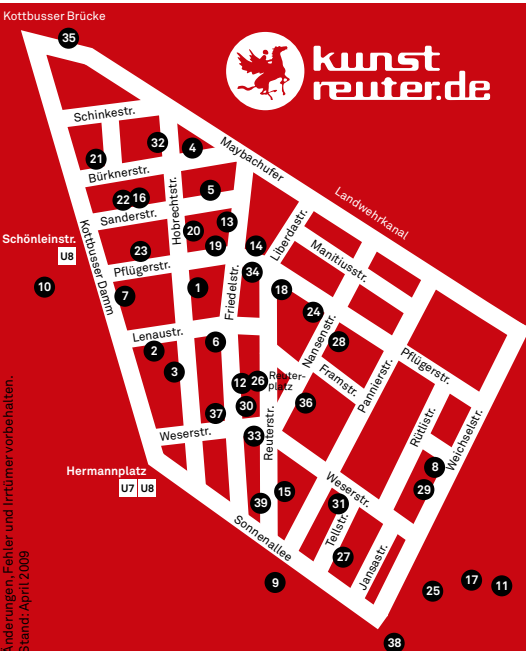 Kottbusser Brücke
35
kunst
reuter.de
Schinkestr.
32
4
Maybachufer
21
Bürknerstr.
Landwehrkanal
22
16
5
Sanderstr.
Hobrechtstr.
Kottbusser Damm
20
13
Liberdastr.
Schönleinstr.
U8
23
19
14
Manitiusstr.
Pflügerstr.
34
10
7
1
Friedelstr.
18
24
Nansenstr.
Lenaustr.
6
28
2
Pflügerstr.
3
12
26
Reuter-
platz
Framstr.
Pannierstr.
37
30
36
Rütlistr.
Weichselstr.
Weserstr.
33
Reuterstr.
Hermannplatz
U7 U8
8
29
Weserstr.
39
15
31
Tellstr.
Sonnenallee
27
Jansastr.
9
25
17
11
38
Änderungen, Fehler und Irrtümer vorbehalten.
Stand: April 2009